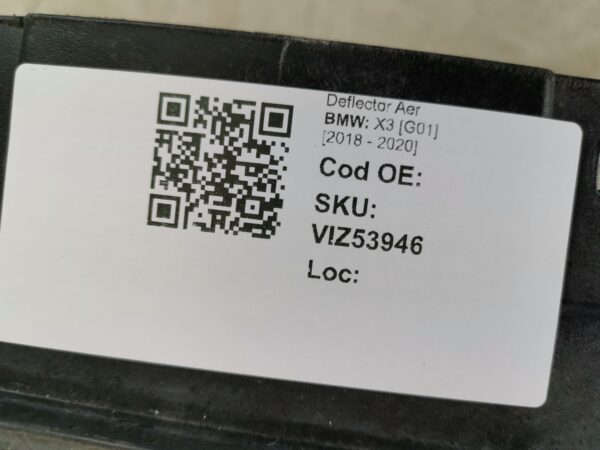 Deflector Aer
BMW: X3 [G01]
[2018 - 2020]
Cod OE:
SKU:
VIZ53946
Loc: